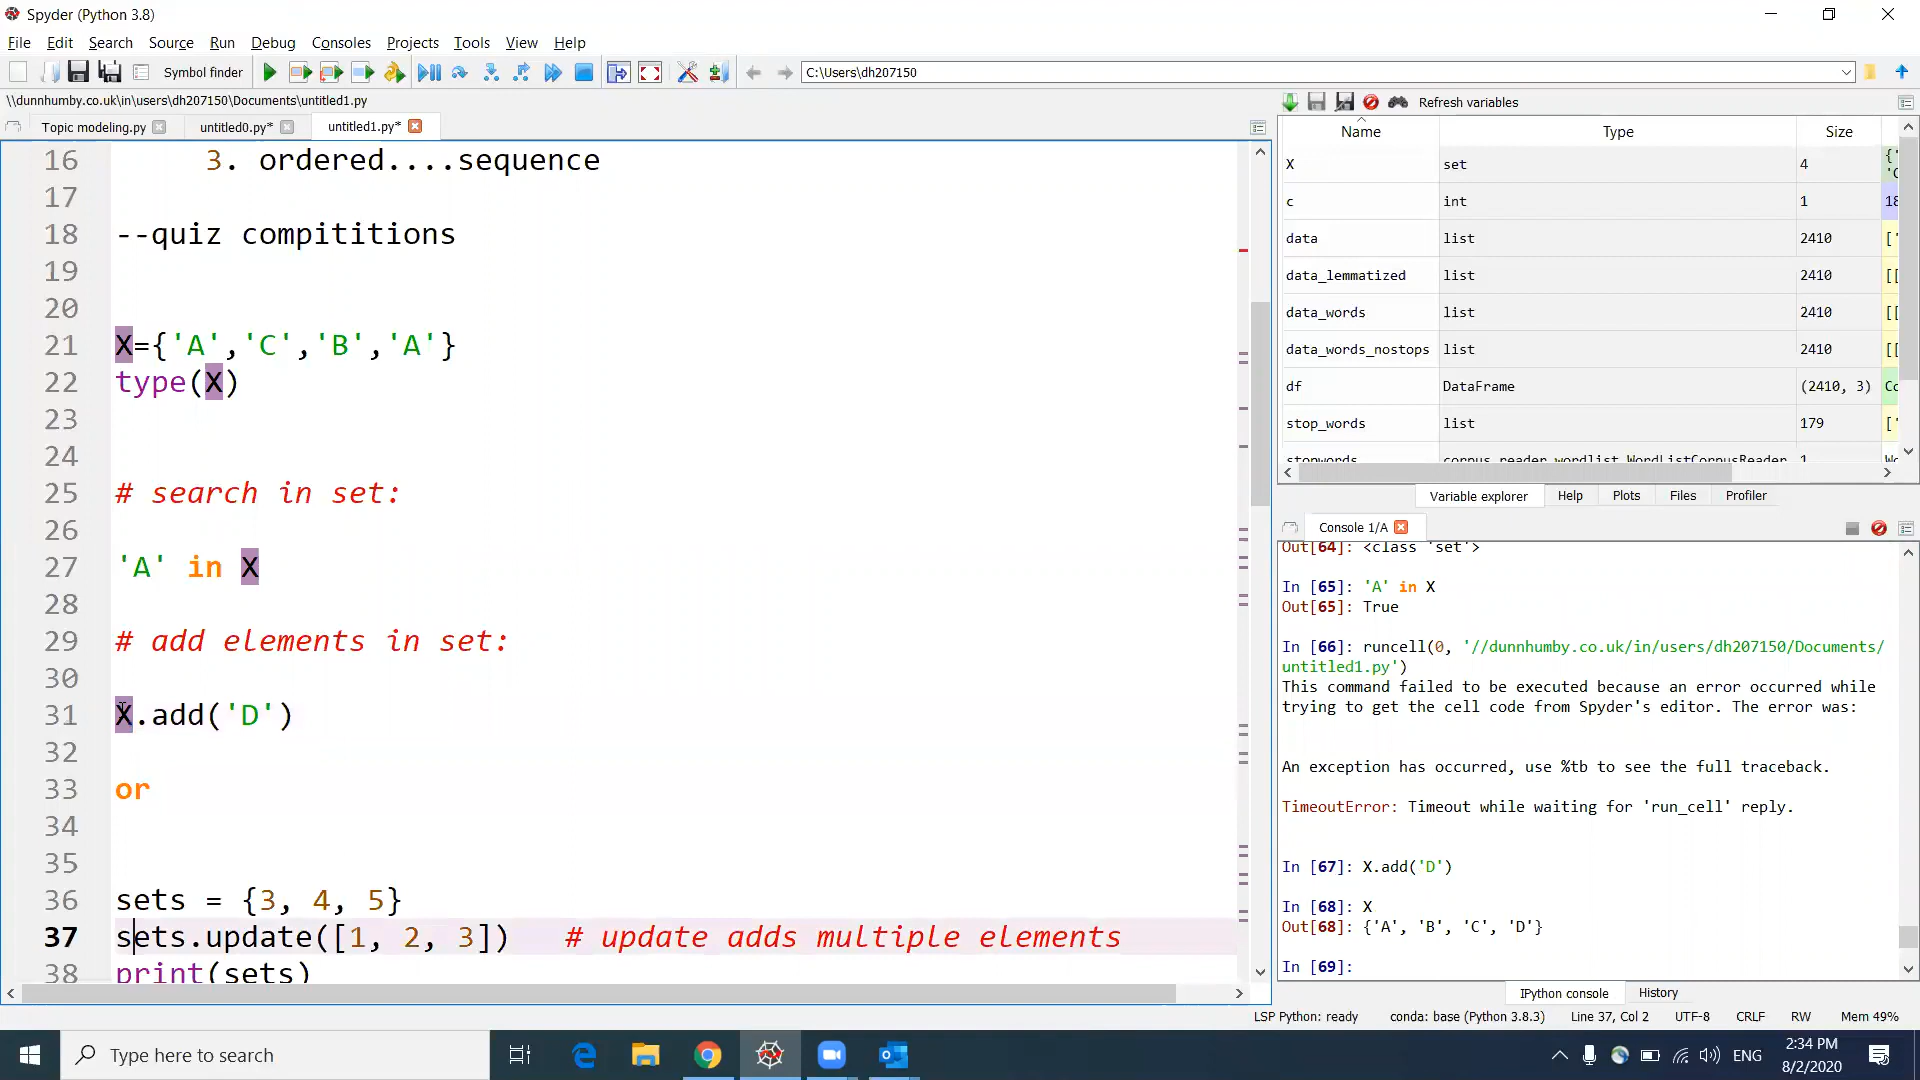 Spyder (Python 3.8)
File Edit Search Source Run Debug Consoles Projects Tools View Help
Symbol finder
C:\Users\dh207150
\\dunnhumby.co.uk\in\users\dh207150\Documents\untitled1.py
Topic modeling.py untitled0.py* untitled1.py*
16 3. ordered....sequence
17
18 --quiz compititions
19
20
21 X={'A','C','B','A'}
22 type(X)
23
24
25 # search in set:
26
27 'A' in X
28
29 # add elements in set:
30
31 X.add('D')
32
33 or
34
35
36 sets = {3, 4, 5}
37 sets.update([1, 2, 3]) # update adds multiple elements
38 print(sets)
Refresh variables
Name Type Size
X set 4 {'
c int 1 18
data list 2410 ['
data_lemmatized list 2410 [[
data_words list 2410 [[
data_words_nostops list 2410 [[
df DataFrame (2410, 3) Co
stop_words list 179 ['
stopwords corpus.reader.wordlist.WordListCorpusReader 1
Variable explorer Help Plots Files Profiler
Console 1/A
Out[64]: <class 'set'>
In [65]: 'A' in X
Out[65]: True
In [66]: runcell(0, '//dunnhumby.co.uk/in/users/dh207150/Documents/
untitled1.py')
This command failed to be executed because an error occurred while
trying to get the cell code from Spyder's editor. The error was:
An exception has occurred, use %tb to see the full traceback.
TimeoutError: Timeout while waiting for 'run_cell' reply.
In [67]: X.add('D')
In [68]: X
Out[68]: {'A', 'B', 'C', 'D'}
In [69]:
IPython console History
LSP Python: ready conda: base (Python 3.8.3) Line 37, Col 2 UTF-8 CRLF RW Mem 49%
Type here to search
ENG
2:34 PM
8/2/2020